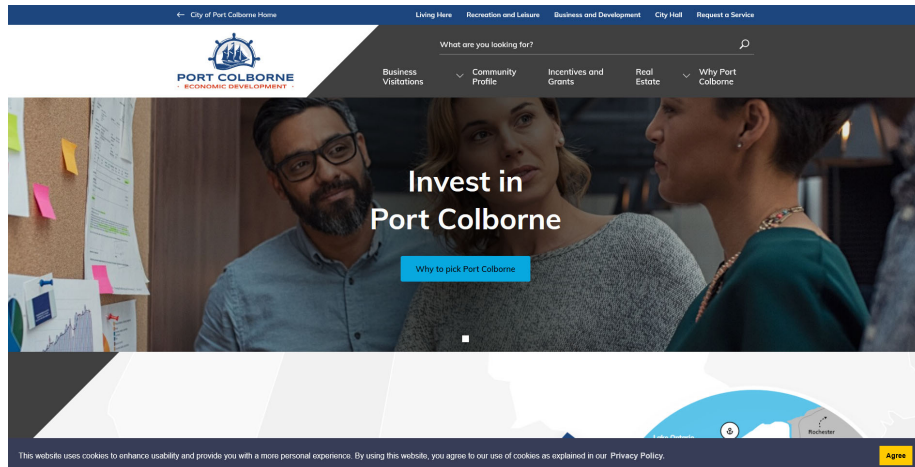 ← City of Port Colborne Home
Living Here Recreation and Leisure Business and Development City Hall Request a Service
PORT COLBORNE
· ECONOMIC DEVELOPMENT ·
What are you looking for?
Business Visitations
Community Profile
Incentives and Grants
Real Estate
Why Port Colborne
Invest in
Port Colborne
Why to pick Port Colborne
Lake Ontario
Rochester
This website uses cookies to enhance usability and provide you with a more personal experience. By using this website, you agree to our use of cookies as explained in our Privacy Policy.
Agree